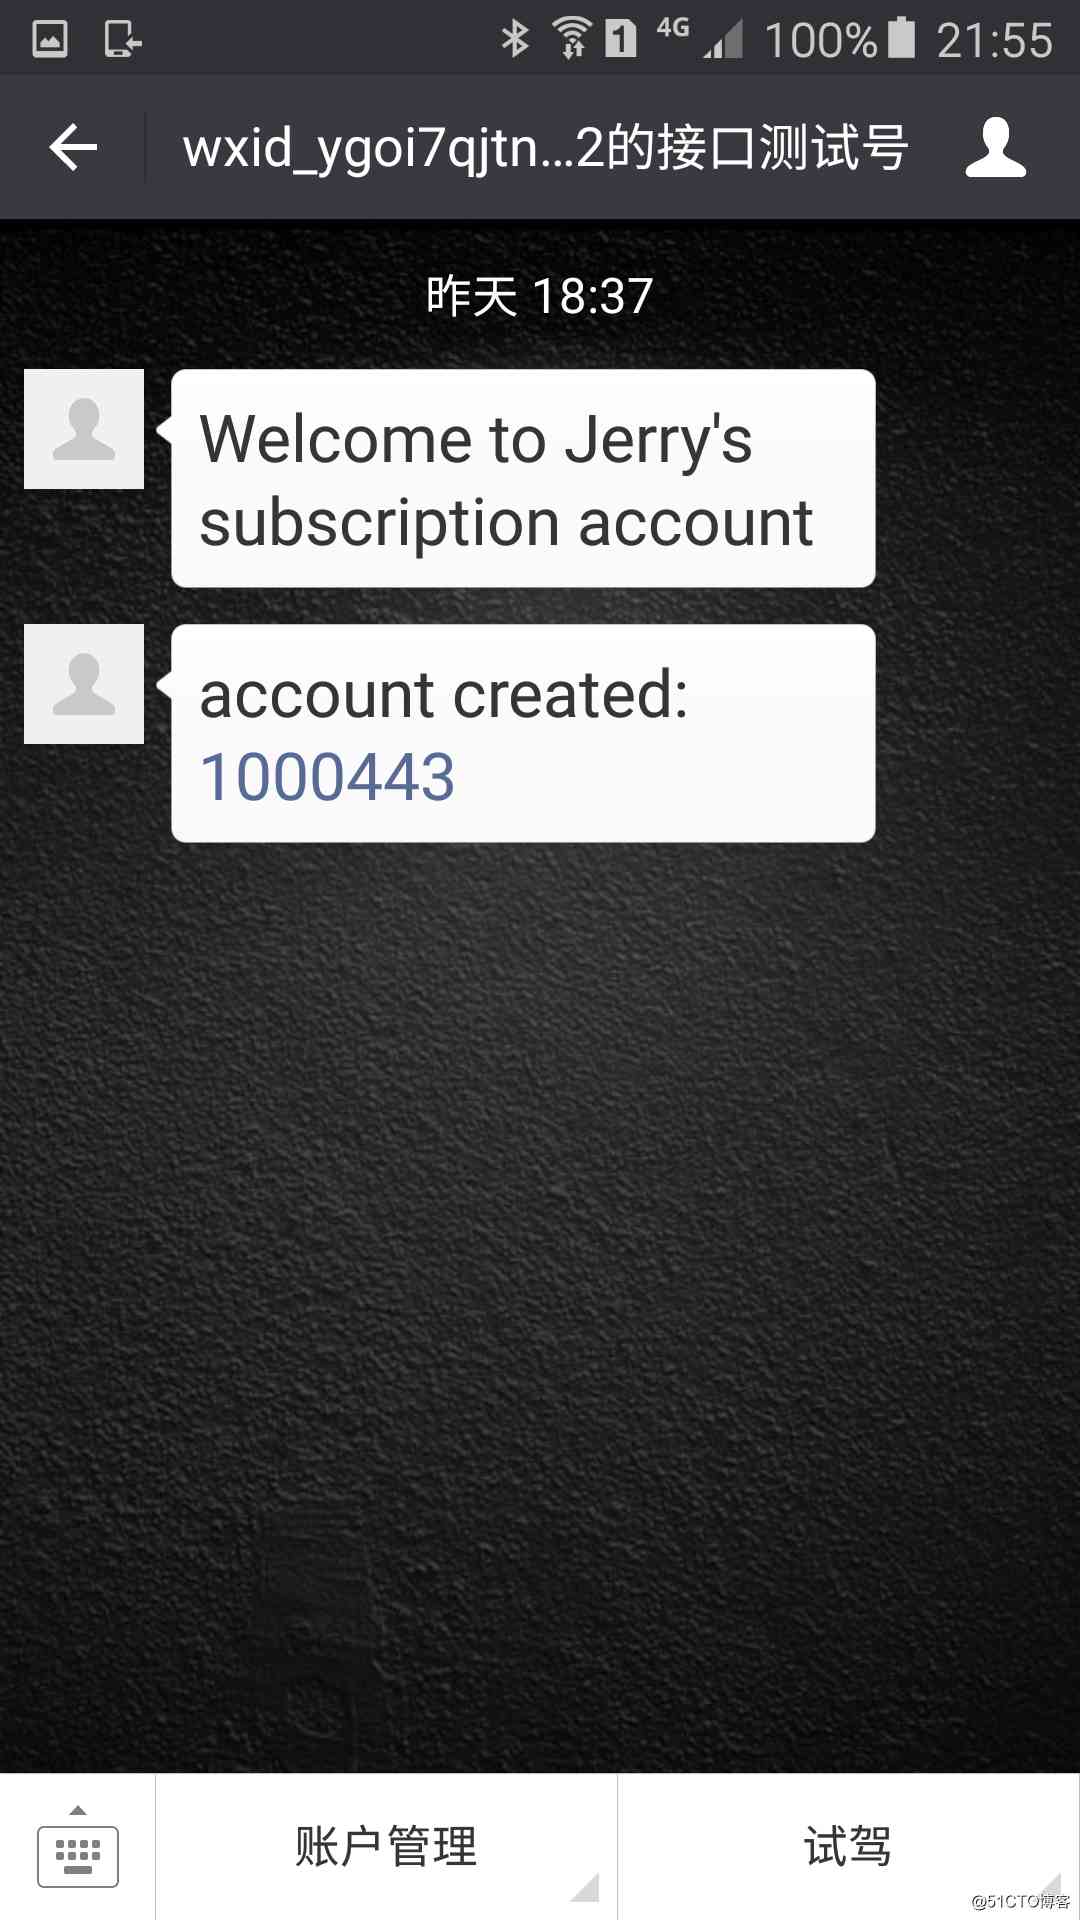 4G 100% 21:55
wxid_ygoi7qjtn...2的接口测试号
昨天 18:37
Welcome to Jerry's
subscription account
account created:
1000443
账户管理
试驾
@51CTO博客